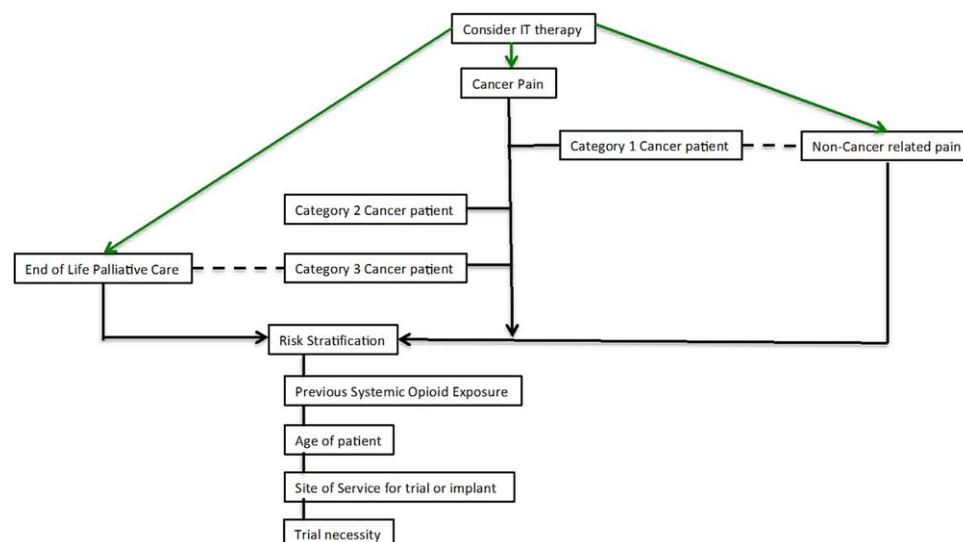 Consider IT therapy
Cancer Pain
Category 1 Cancer patient
Non-Cancer related pain
Category 2 Cancer patient
End of Life Palliative Care
Category 3 Cancer patient
Risk Stratification
Previous Systemic Opioid Exposure
Age of patient
Site of Service for trial or implant
Trial necessity